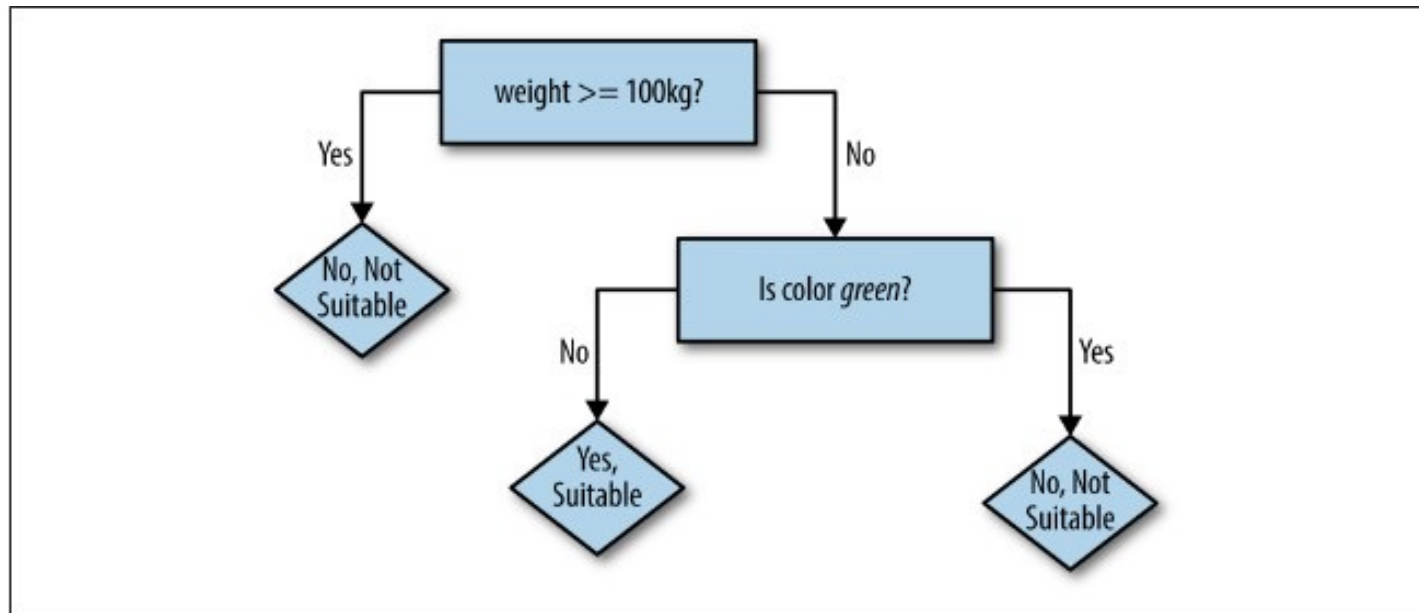 weight >= 100kg?
Yes
No
No, Not
Suitable
Is color green?
No
Yes
Yes,
Suitable
No, Not
Suitable